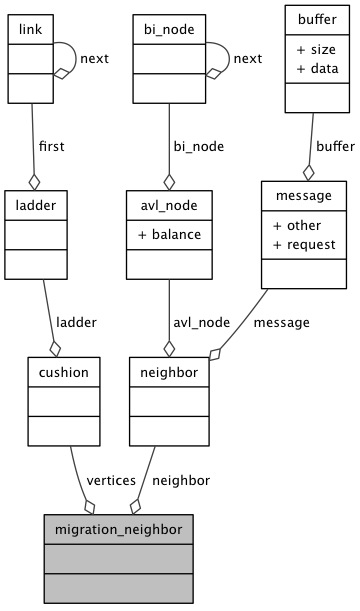 link
bi_node
buffer
+ size
+ data
next
next
first
bi_node
buffer
ladder
avl_node
+ balance
message
+ other
+ request
ladder
avl_node
message
cushion
neighbor
vertices
neighbor
migration_neighbor